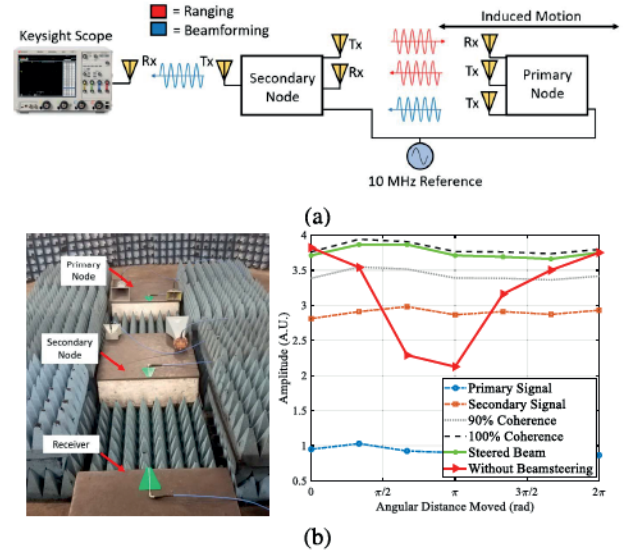 = Ranging
= Beamforming
Induced Motion
Keysight Scope
Rx
Tx
Secondary
Node
Tx
Rx
Rx
Tx
Tx
Primary
Node
10 MHz Reference
(a)
Primary
Node
Secondary
Node
Receiver
4
3.5
3
2.5
2
1.5
1
0.5
Amplitude (A.U.)
Primary Signal
Secondary Signal
90% Coherence
100% Coherence
Steered Beam
Without Beamsteering
0
π/2
π
3π/2
2π
Angular Distance Moved (rad)
(b)